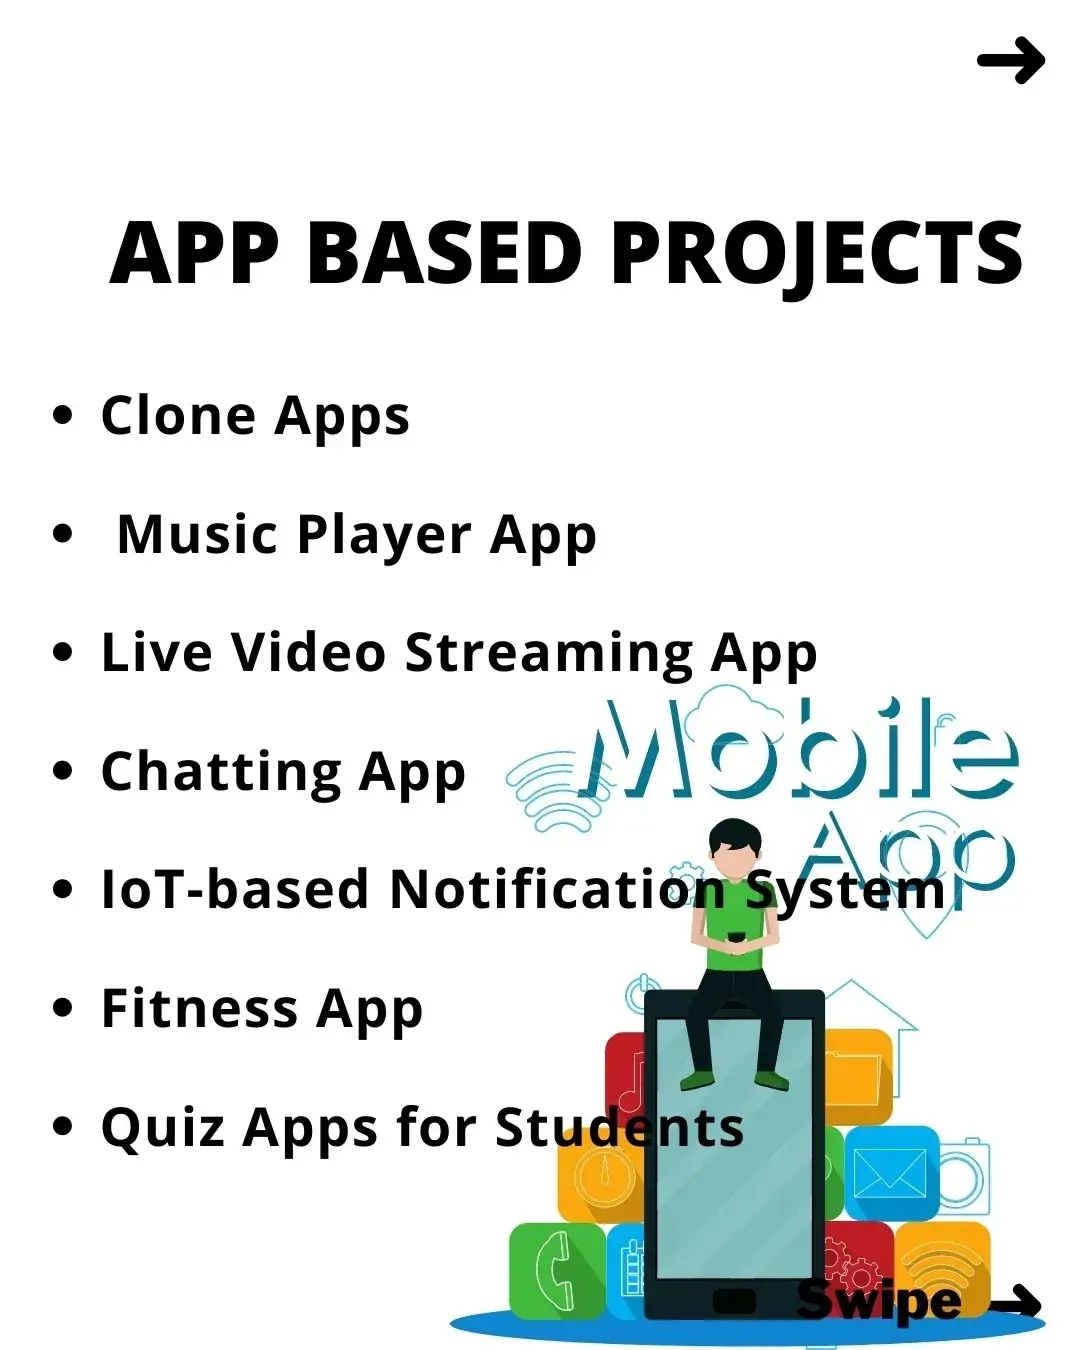 APP BASED PROJECTS
• Clone Apps
• Music Player App
• Live Video Streaming App
• Chatting App
• IoT-based Notification System
• Fitness App
• Quiz Apps for Students
Mobile
App
Swipe